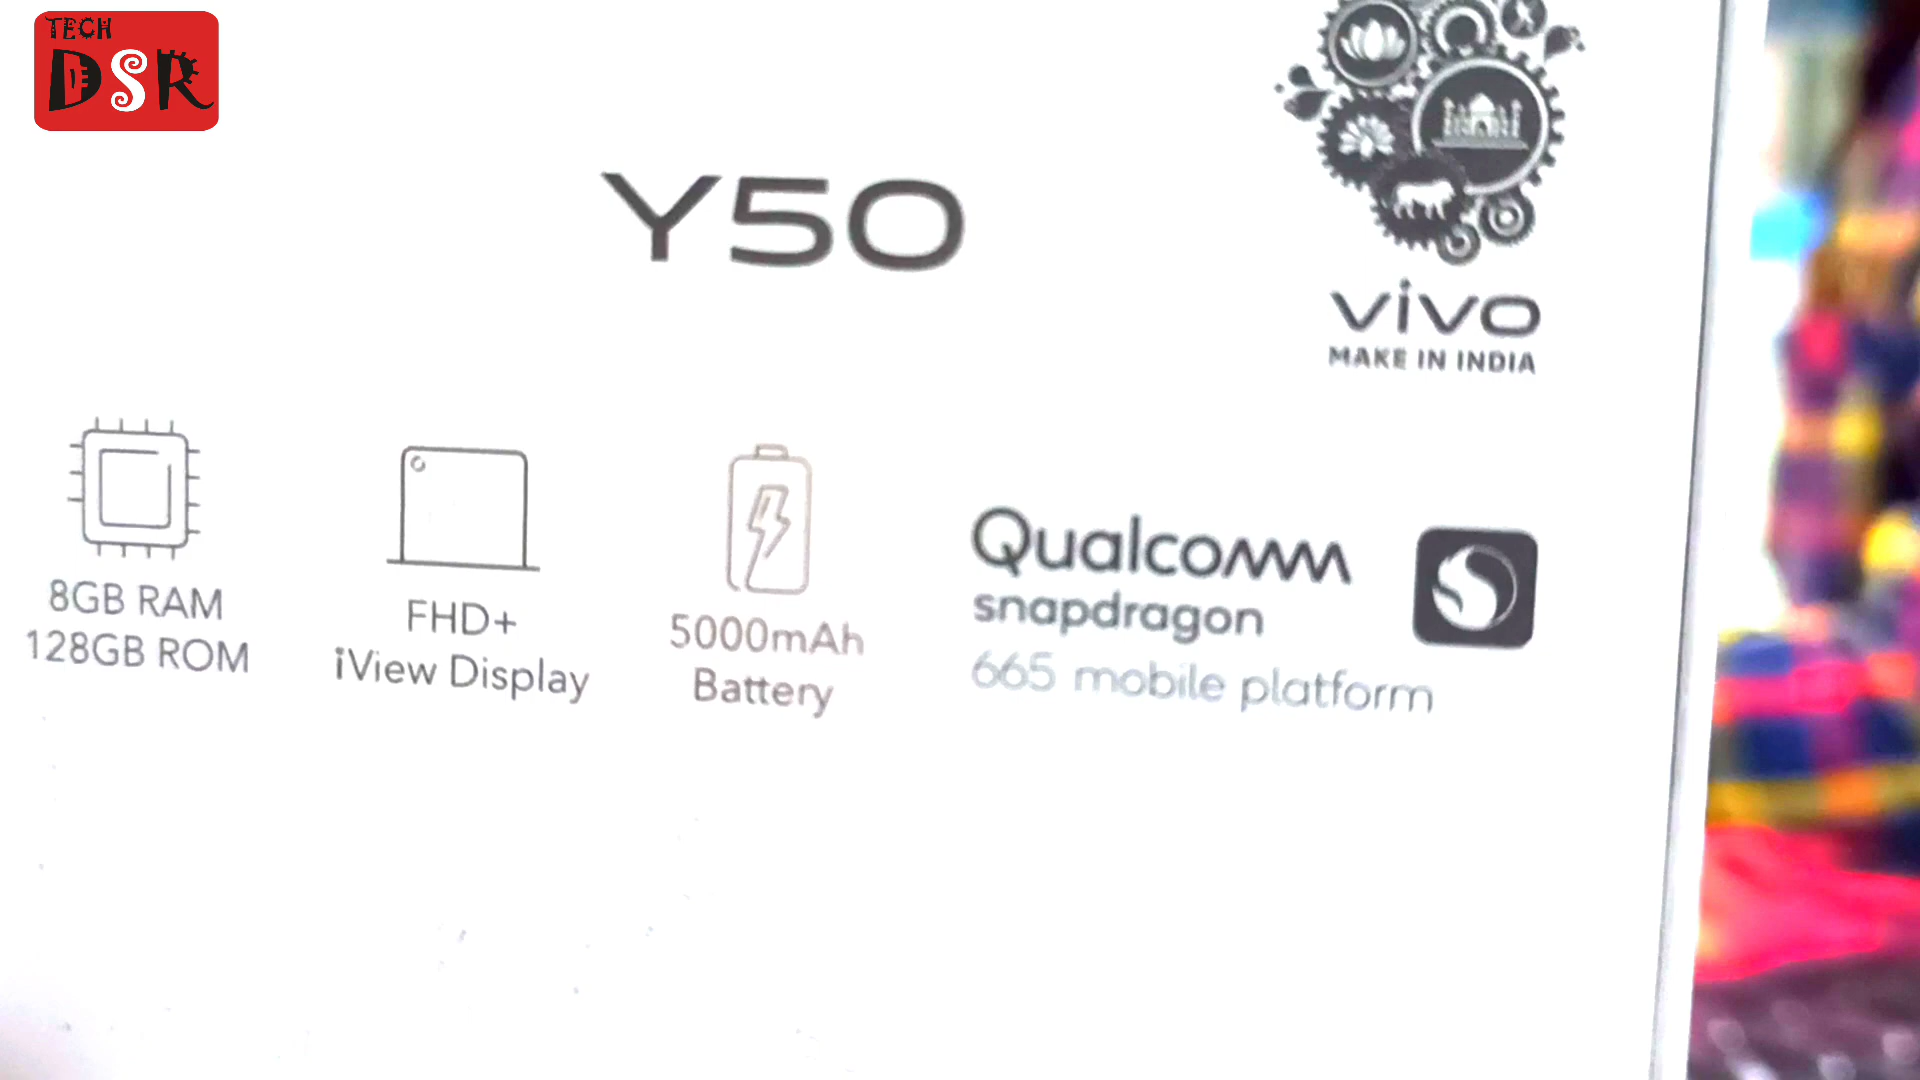 TECH
DSR
Y50
vivo
MAKE IN INDIA
8GB RAM
128GB ROM
FHD+
iView Display
5000mAh
Battery
Qualcomm
snapdragon
665 mobile platform